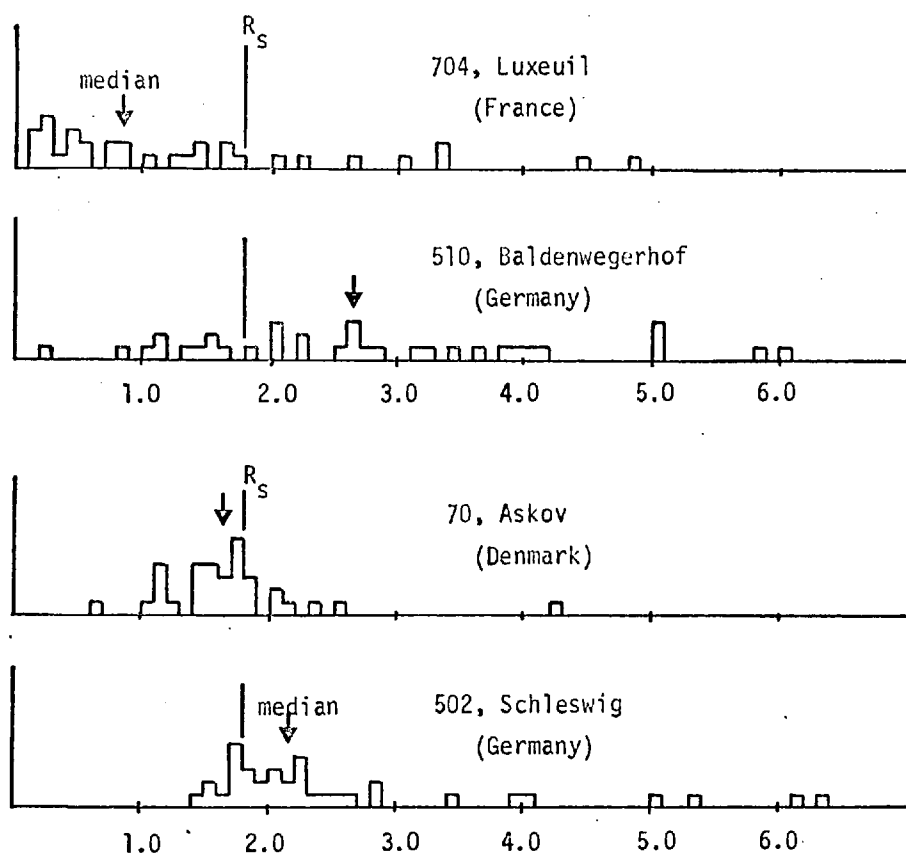 R_s
704, Luxeuil
median
(France)
510, Baldenwegerhof
(Germany)
1.0 2.0 3.0 4.0 5.0 6.0
R_s
70, Askov
(Denmark)
502, Schleswig
median
(Germany)
1.0 2.0 3.0 4.0 5.0 6.0